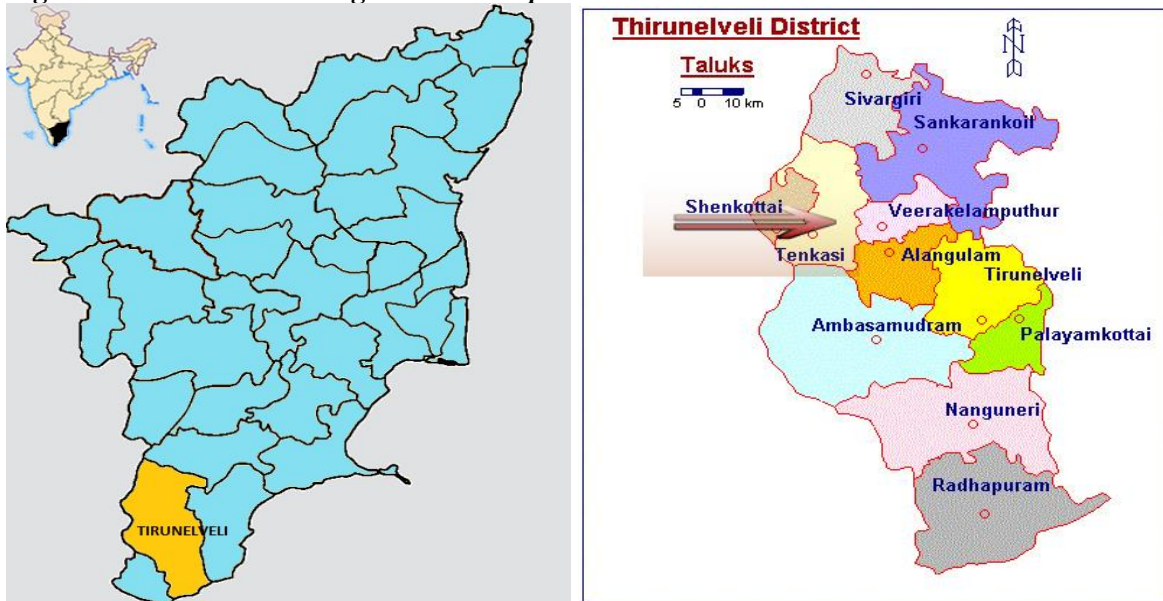 TIRUNELVELI
Thirunelveli District
Taluks
5 0 10 km
N
Sivargiri
Sankarankoil
Shenkottai
Veerakelamputhur
Tenkasi
Alangulam
Tirunelveli
Ambasamudram
Palayamkottai
Nanguneri
Radhapuram